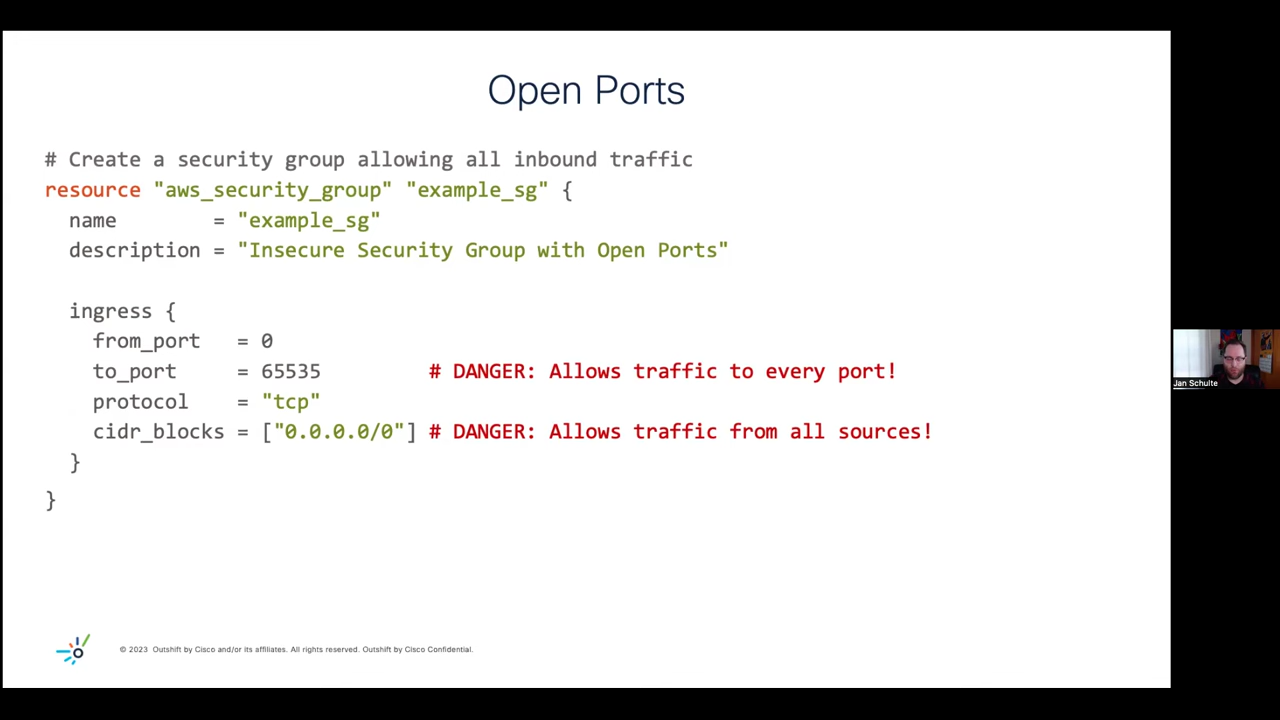 Open Ports
# Create a security group allowing all inbound traffic
resource "aws_security_group" "example_sg" {
  name        = "example_sg"
  description = "Insecure Security Group with Open Ports"
  ingress {
    from_port   = 0
    to_port     = 65535         # DANGER: Allows traffic to every port!
    protocol    = "tcp"
    cidr_blocks = ["0.0.0.0/0"] # DANGER: Allows traffic from all sources!
  }
}
Jan Schulte
© 2023 Outshift by Cisco and/or its affiliates. All rights reserved. Outshift by Cisco Confidential.